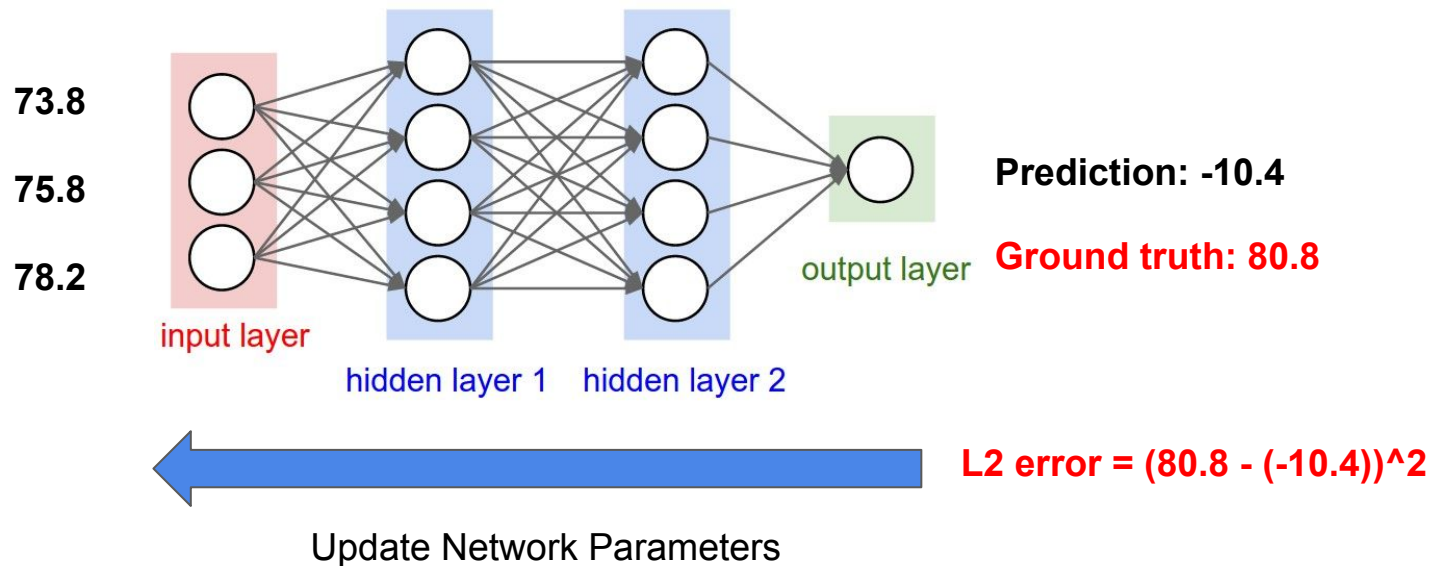 73.8
75.8
78.2
input layer
hidden layer 1
hidden layer 2
output layer
Prediction: -10.4
Ground truth: 80.8
L2 error = (80.8 - (-10.4))^2
Update Network Parameters